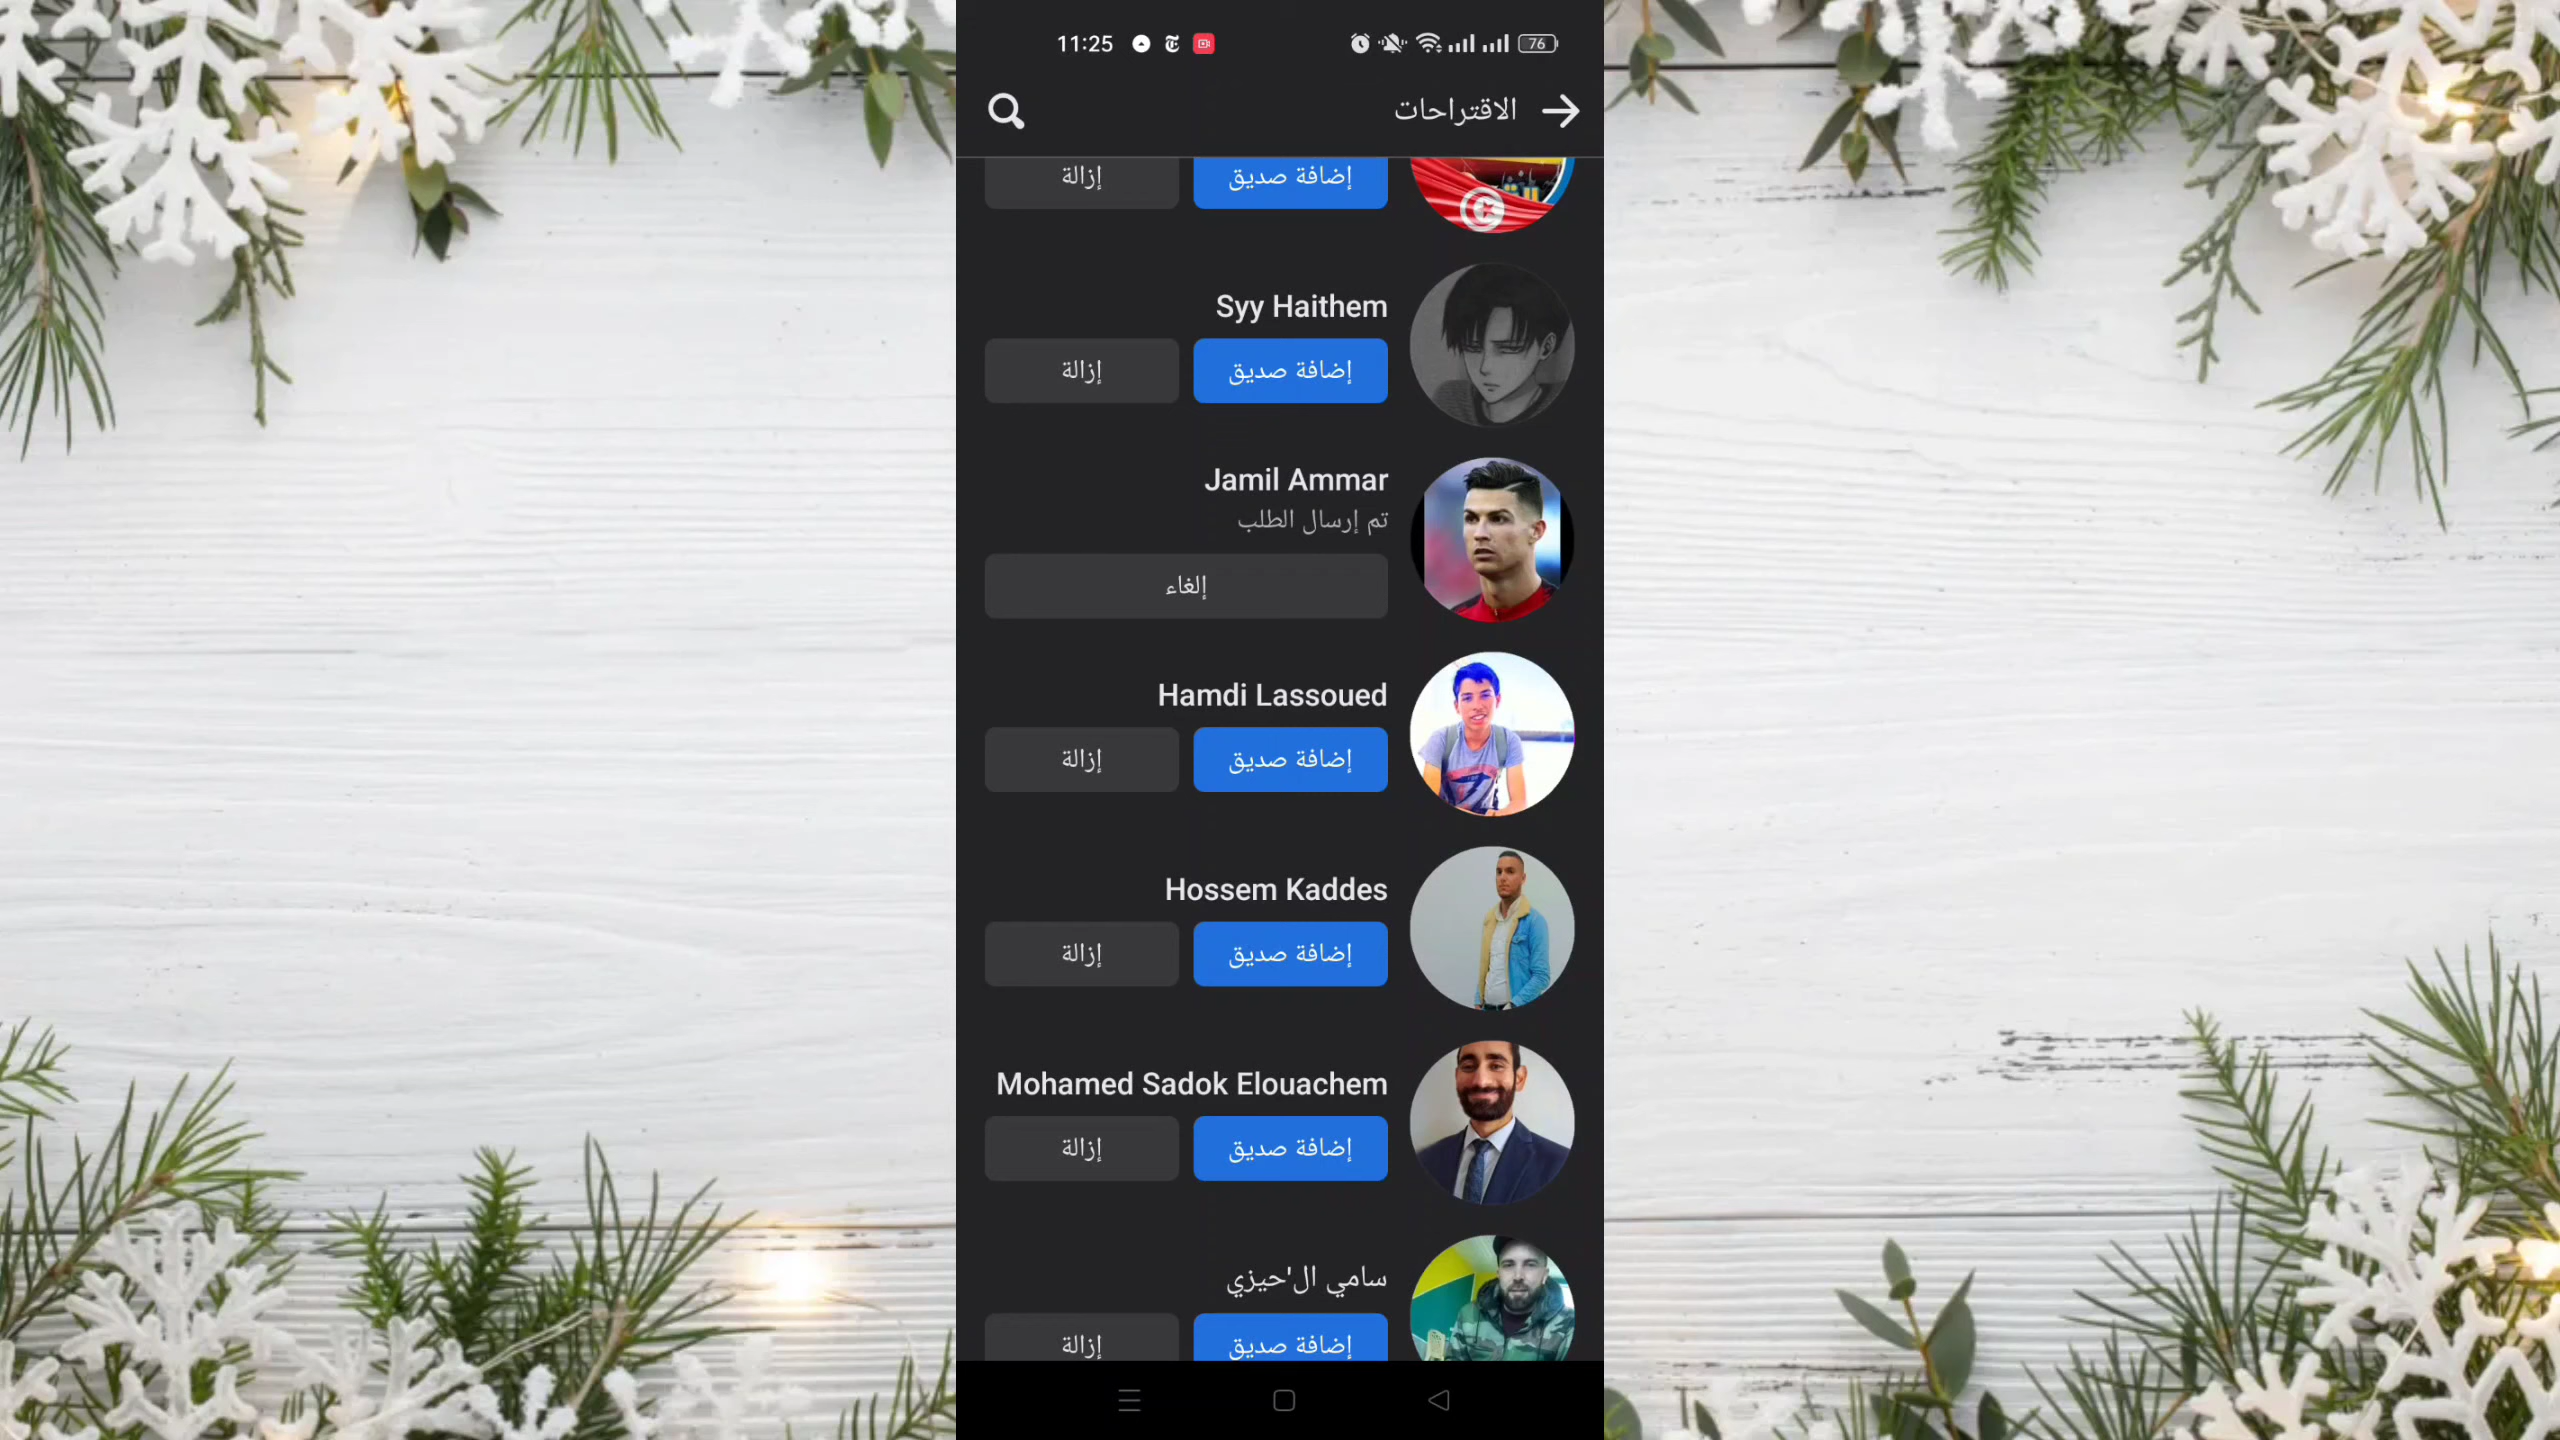 11:25
76
الاقتراحات
إضافة صديق
إزالة
Syy Haithem
إضافة صديق
إزالة
Jamil Ammar
تم إرسال الطلب
إلغاء
Hamdi Lassoued
إضافة صديق
إزالة
Hossem Kaddes
إضافة صديق
إزالة
Mohamed Sadok Elouachem
إضافة صديق
إزالة
سامي ال'حيزي
إضافة صديق
إزالة